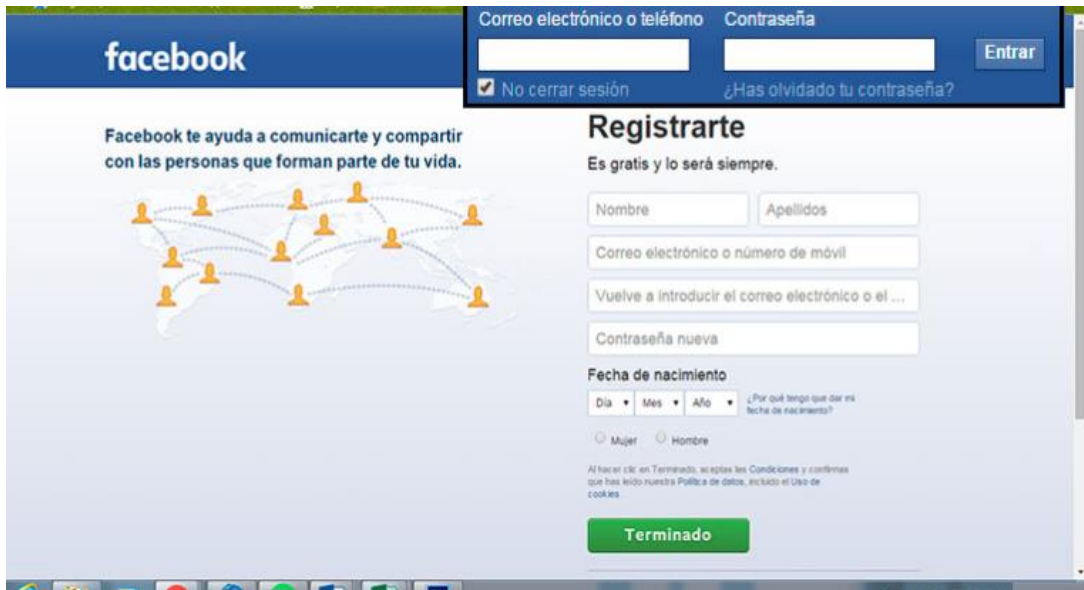 Correo electrónico o teléfono Contraseña
facebook
Entrar
No cerrar sesión ¿Has olvidado tu contraseña?
Facebook te ayuda a comunicarte y compartir
con las personas que forman parte de tu vida.
Registrarte
Es gratis y lo será siempre.
Nombre Apellidos
Correo electrónico o número de móvil
Vuelve a introducir el correo electrónico o el ...
Contraseña nueva
Fecha de nacimiento
Día Mes Año
¿Por qué tengo que dar mi
fecha de nacimiento?
Mujer Hombre
Al hacer clic en Terminado, aceptas las Condiciones y confirmas
que has leído nuestra Política de datos, incluido el Uso de
cookies.
Terminado